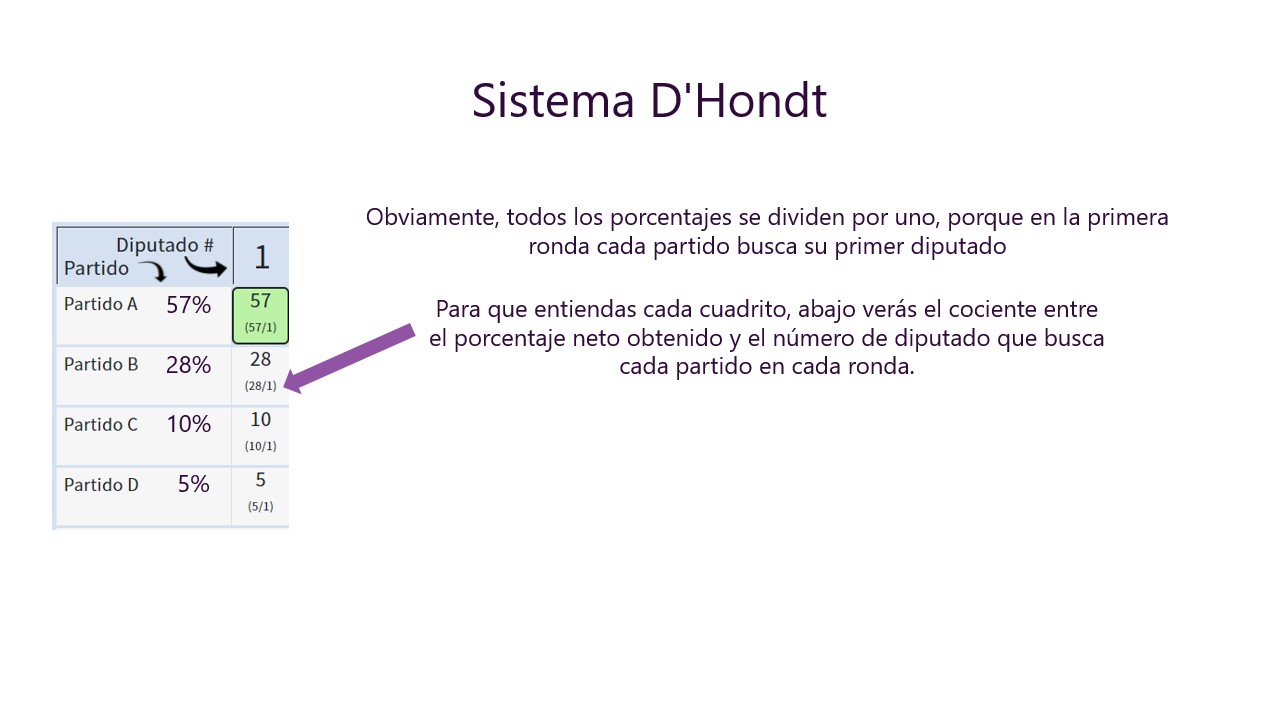 Sistema D'Hondt
Obviamente, todos los porcentajes se dividen por uno, porque en la primera
ronda cada partido busca su primer diputado
Para que entiendas cada cuadrito, abajo verás el cociente entre
el porcentaje neto obtenido y el número de diputado que busca
cada partido en cada ronda.
Diputado # 1
Partido
Partido A 57% 57
(57/1)
Partido B 28% 28
(28/1)
Partido C 10% 10
(10/1)
Partido D 5% 5
(5/1)